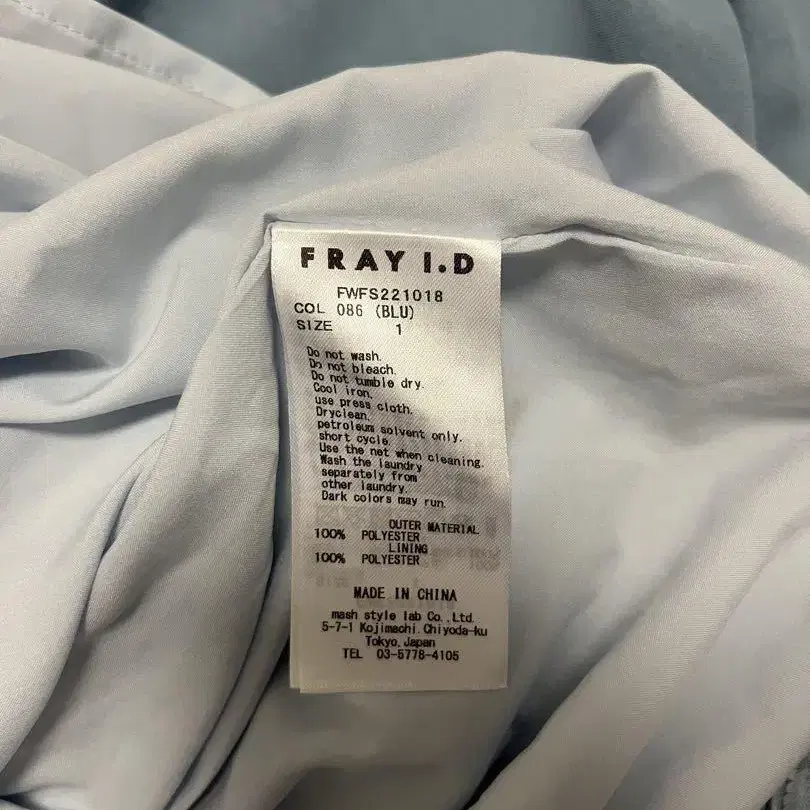 FRAY I.D
FWFS221018
COL 086 (BLU)
SIZE 1
Do not wash.
Do not bleach.
Do not tumble dry.
Cool iron.
use press cloth.
Dryclean.
petroleum solvent only.
short cycle.
Use the net when cleaning.
Wash the laundry
separately from
other laundry.
Dark colors may run.
OUTER MATERIAL
100% POLYESTER
LINING
100% POLYESTER
MADE IN CHINA
mash style lab Co.,Ltd.
5-7-1 Kojimachi.Chiyoda-ku
Tokyo,Japan
TEL 03-5778-4105